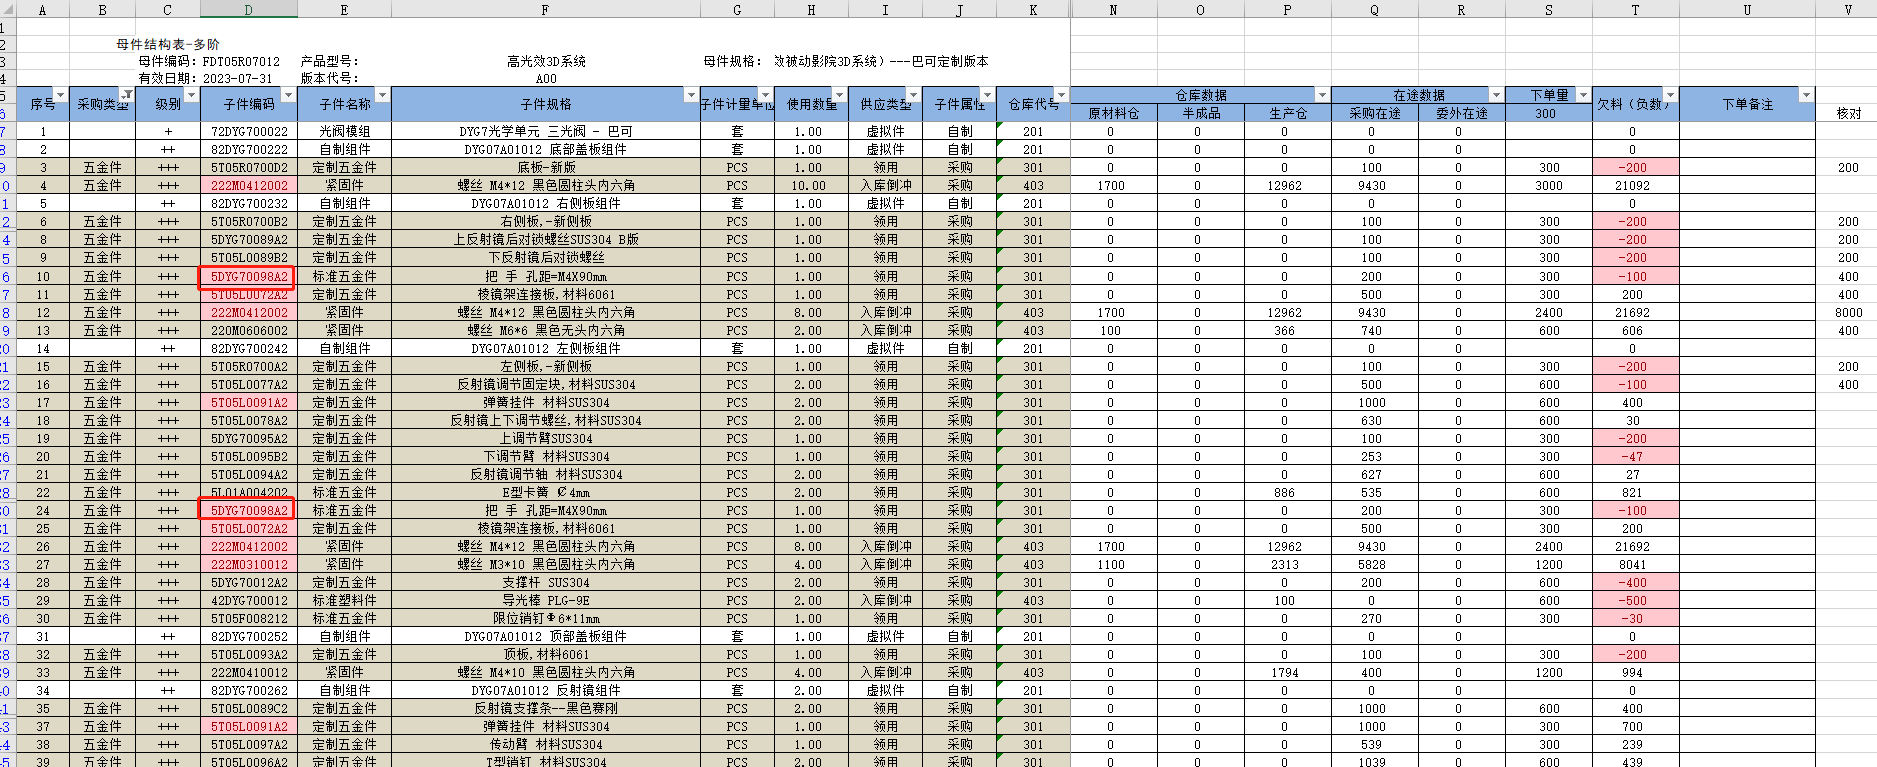 A B C D E F G H I J K N O P Q R S T U V
1
2 母件结构表-多阶
3 母件编码: FDT05R07012 产品型号: 高光效3D系统 母件规格: 被动影院3D系统）---巴可定制版本
4 有效日期: 2023-07-31 版本代号: A00
5 序号 采购类型 级别 子件编码 子件名称 子件规格 子件计量单位 使用数量 供应类型 子件属性 仓库代号 仓库数据 在途数据 下单量 欠料（负数） 下单备注
6 原材料仓 半成品 生产仓 采购在途 委外在途 300 核对
7 1 + 72DYG700022 光阀模组 DYG7光学单元 三光阀 - 巴可 套 1.00 虚拟件 自制 201 0 0 0 0 0 0
8 2 ++ 82DYG700222 自制组件 DYG07A01012 底部盖板组件 套 1.00 虚拟件 自制 201 0 0 0 0 0 0
9 3 五金件 +++ 5T05R0700D2 定制五金件 底板-新版 PCS 1.00 领用 采购 301 0 0 0 100 0 300 -200 200
0 4 五金件 +++ 222M0412002 紧固件 螺丝 M4*12 黑色圆柱头内六角 PCS 10.00 入库倒冲 采购 403 1700 0 12962 9430 0 3000 21092
1 5 ++ 82DYG700232 自制组件 DYG07A01012 右侧板组件 套 1.00 虚拟件 自制 201 0 0 0 0 0 0
2 6 五金件 +++ 5T05R0700B2 定制五金件 右侧板,-新侧板 PCS 1.00 领用 采购 301 0 0 0 100 0 300 -200 200
4 8 五金件 +++ 5DYG70089A2 定制五金件 上反射镜后对锁螺丝SUS304 B版 PCS 1.00 领用 采购 301 0 0 0 100 0 300 -200 200
5 9 五金件 +++ 5T05L0089B2 定制五金件 下反射镜后对锁螺丝 PCS 1.00 领用 采购 301 0 0 0 100 0 300 -200 200
6 10 五金件 +++ 5DYG70098A2 标准五金件 把 手 孔距=M4X90mm PCS 1.00 领用 采购 301 0 0 0 200 0 300 -100 400
7 11 五金件 +++ 5T05L0072A2 定制五金件 棱镜架连接板,材料6061 PCS 1.00 领用 采购 301 0 0 0 500 0 300 200 400
8 12 五金件 +++ 222M0412002 紧固件 螺丝 M4*12 黑色圆柱头内六角 PCS 8.00 入库倒冲 采购 403 1700 0 12962 9430 0 2400 21692 8000
9 13 五金件 +++ 220M0606002 紧固件 螺丝 M6*6 黑色无头内六角 PCS 2.00 入库倒冲 采购 403 100 0 366 740 0 600 606 400
20 14 ++ 82DYG700242 自制组件 DYG07A01012 左侧板组件 套 1.00 虚拟件 自制 201 0 0 0 0 0 0
21 15 五金件 +++ 5T05R0700A2 定制五金件 左侧板,-新侧板 PCS 1.00 领用 采购 301 0 0 0 100 0 300 -200 200
22 16 五金件 +++ 5T05L0077A2 定制五金件 反射镜调节固定块,材料SUS304 PCS 2.00 领用 采购 301 0 0 0 500 0 600 -100 400
23 17 五金件 +++ 5T05L0091A2 定制五金件 弹簧挂件 材料SUS304 PCS 2.00 领用 采购 301 0 0 0 1000 0 600 400
24 18 五金件 +++ 5T05L0078A2 定制五金件 反射镜上下调节螺丝,材料SUS304 PCS 2.00 领用 采购 301 0 0 0 630 0 600 30
25 19 五金件 +++ 5DYG70095A2 定制五金件 上调节臂SUS304 PCS 1.00 领用 采购 301 0 0 0 100 0 300 -200
26 20 五金件 +++ 5T05L0095B2 定制五金件 下调节臂 材料SUS304 PCS 1.00 领用 采购 301 0 0 0 253 0 300 -47
27 21 五金件 +++ 5T05L0094A2 定制五金件 反射镜调节轴 材料SUS304 PCS 2.00 领用 采购 301 0 0 0 627 0 600 27
28 22 五金件 +++ 5L01A004202 标准五金件 E型卡簧 ￠4mm PCS 2.00 领用 采购 301 0 0 886 535 0 600 821
30 24 五金件 +++ 5DYG70098A2 标准五金件 把 手 孔距=M4X90mm PCS 1.00 领用 采购 301 0 0 0 200 0 300 -100
31 25 五金件 +++ 5T05L0072A2 定制五金件 棱镜架连接板,材料6061 PCS 1.00 领用 采购 301 0 0 0 500 0 300 200
32 26 五金件 +++ 222M0412002 紧固件 螺丝 M4*12 黑色圆柱头内六角 PCS 8.00 入库倒冲 采购 403 1700 0 12962 9430 0 2400 21692
33 27 五金件 +++ 222M0310012 紧固件 螺丝 M3*10 黑色圆柱头内六角 PCS 4.00 入库倒冲 采购 403 1100 0 2313 5828 0 1200 8041
34 28 五金件 +++ 5DYG70012A2 定制五金件 支撑杆 SUS304 PCS 2.00 领用 采购 301 0 0 0 200 0 600 -400
35 29 五金件 +++ 42DYG700012 标准塑料件 导光棒 PLG-9E PCS 2.00 入库倒冲 采购 403 0 0 100 0 0 600 -500
36 30 五金件 +++ 5T05F008212 标准五金件 限位销钉Φ6*11mm PCS 1.00 领用 采购 301 0 0 0 270 0 300 -30
37 31 ++ 82DYG700252 自制组件 DYG07A01012 顶部盖板组件 套 1.00 虚拟件 自制 201 0 0 0 0 0 0
38 32 五金件 +++ 5T05L0093A2 定制五金件 顶板,材料6061 PCS 1.00 领用 采购 301 0 0 0 100 0 300 -200
39 33 五金件 +++ 222M0410012 紧固件 螺丝 M4*10 黑色圆柱头内六角 PCS 4.00 入库倒冲 采购 403 0 0 1794 400 0 1200 994
40 34 ++ 82DYG700262 自制组件 DYG07A01012 反射镜组件 套 2.00 虚拟件 自制 201 0 0 0 0 0 0
41 35 五金件 +++ 5T05L0089C2 定制五金件 反射镜支撑条--黑色赛刚 PCS 2.00 领用 采购 301 0 0 0 1000 0 600 400
43 37 五金件 +++ 5T05L0091A2 定制五金件 弹簧挂件 材料SUS304 PCS 1.00 领用 采购 301 0 0 0 1000 0 300 700
44 38 五金件 +++ 5T05L0097A2 定制五金件 传动臂 材料SUS304 PCS 1.00 领用 采购 301 0 0 0 539 0 300 239
45 39 五金件 +++ 5T05L0096A2 定制五金件 T型销钉 材料SUS304 PCS 2.00 领用 采购 301 0 0 0 1039 0 600 439